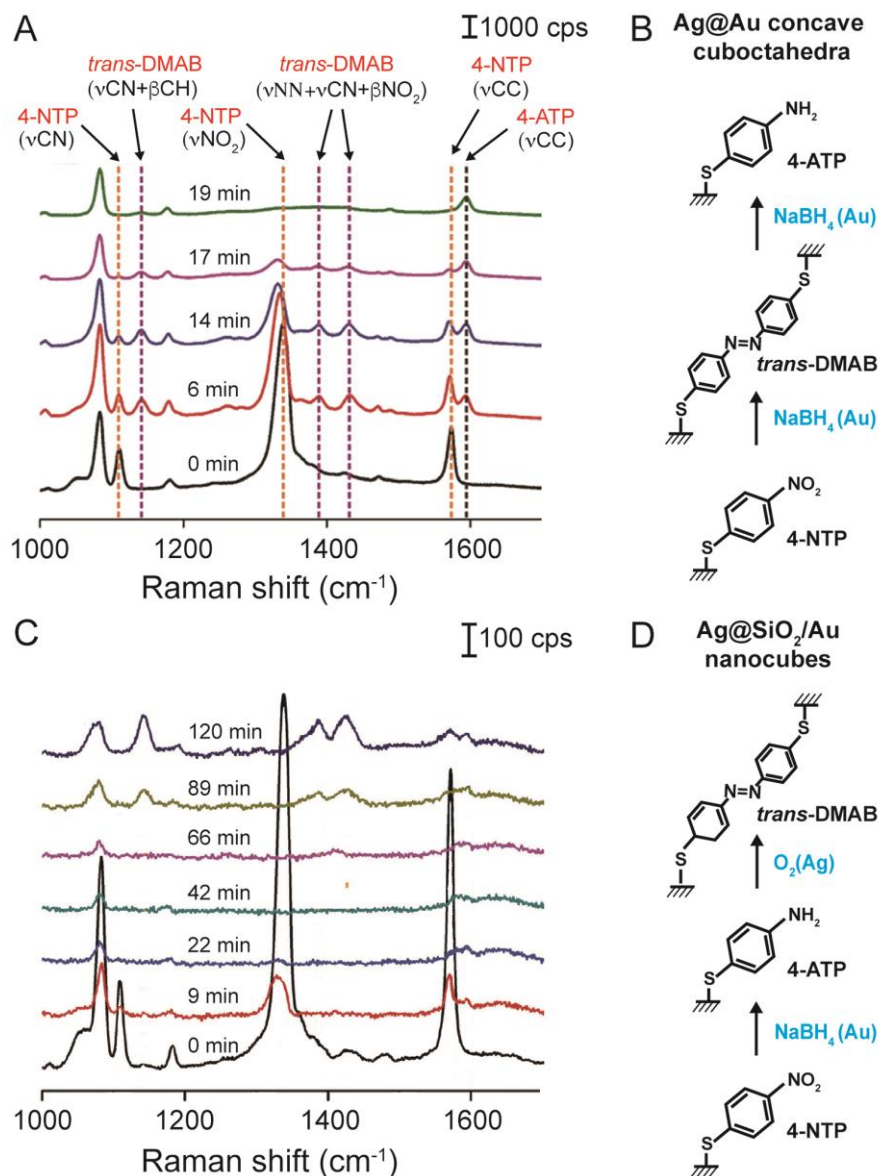 A
1000 cps
trans-DMAB
(νCN+βCH)
trans-DMAB
(νNN+νCN+βNO₂)
4-NTP
(νCN)
4-NTP
(νNO₂)
4-NTP
(νCC)
4-ATP
(νCC)
19 min
17 min
14 min
6 min
0 min
1000 1200 1400 1600
Raman shift (cm⁻¹)
B Ag@Au concave
cuboctahedra
NH₂
S
4-ATP
NaBH₄ (Au)
S
N=N
trans-DMAB
S
NaBH₄ (Au)
NO₂
4-NTP
S
C
100 cps
120 min
89 min
66 min
42 min
22 min
9 min
0 min
1000 1200 1400 1600
Raman shift (cm⁻¹)
D Ag@SiO₂/Au
nanocubes
S
N=N
trans-DMAB
S
O₂(Ag)
NH₂
4-ATP
S
NaBH₄ (Au)
NO₂
4-NTP
S